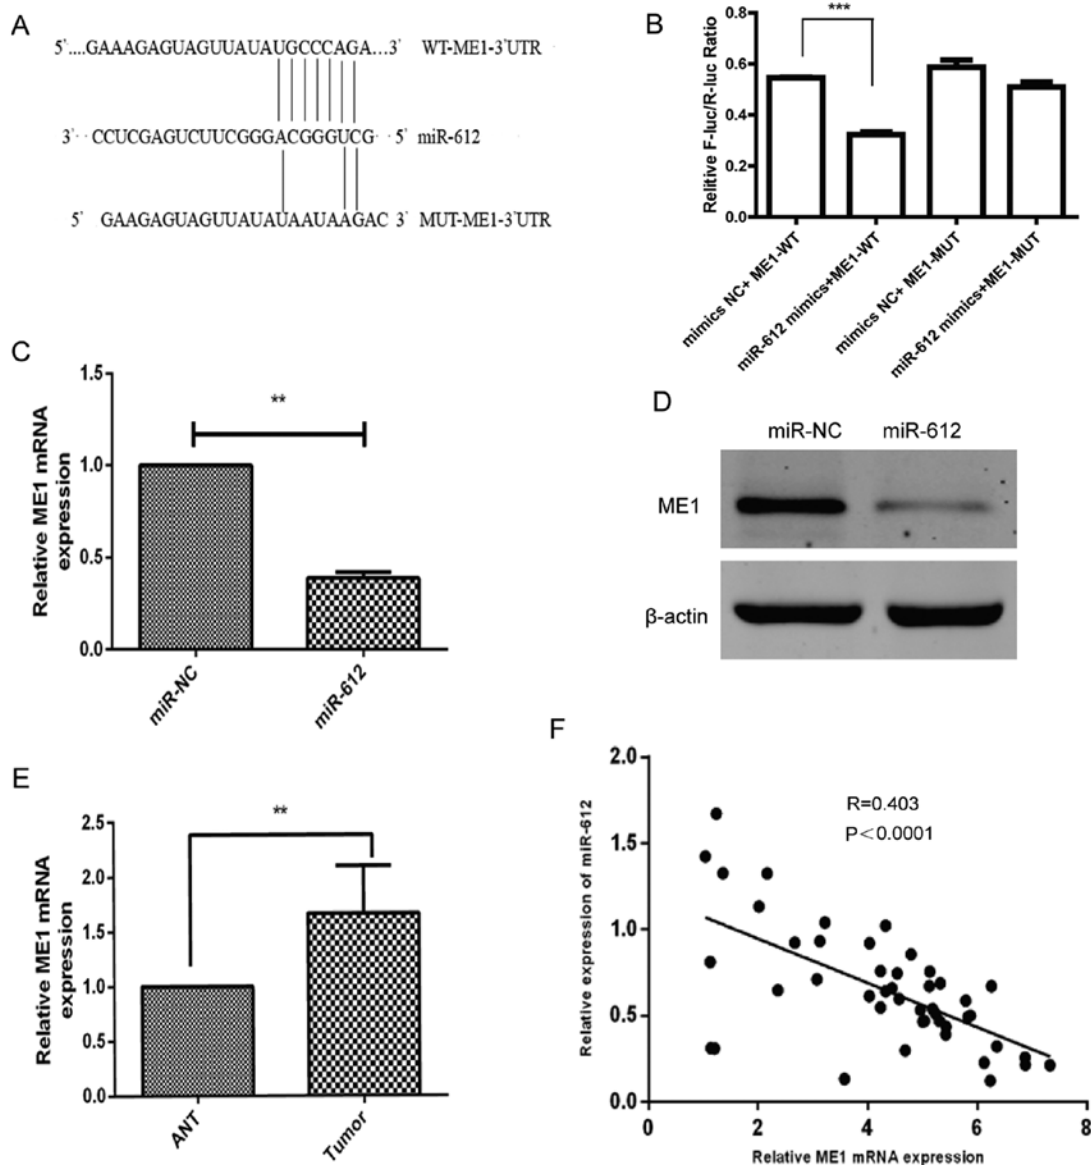 A
5'....GAAAGAGUAGUUAUAUGCCCAGA...3' WT-ME1-3'UTR
3' CCUCGAGUCUUCGGGACGGGUCG 5' miR-612
5' GAAGAGUAGUUAUAUAAUAAGAC 3' MUT-ME1-3'UTR
B
***
Relitive F-luc/R-luc Ratio
0.8
0.6
0.4
0.2
0.0
mimics NC+ ME1-WT
miR-612 mimics+ME1-WT
mimics NC+ ME1-MUT
miR-612 mimics+ME1-MUT
C
**
Relative ME1 mRNA
expression
1.5
1.0
0.5
0.0
miR-NC
miR-612
D
miR-NC miR-612
ME1
β-actin
E
**
Relative ME1 mRNA
expression
2.5
2.0
1.5
1.0
0.5
0.0
ANT
Tumor
F
R=0.403
P<0.0001
Relative expression of miR-612
2.0
1.5
1.0
0.5
0.0
0 2 4 6 8
Relative ME1 mRNA expression